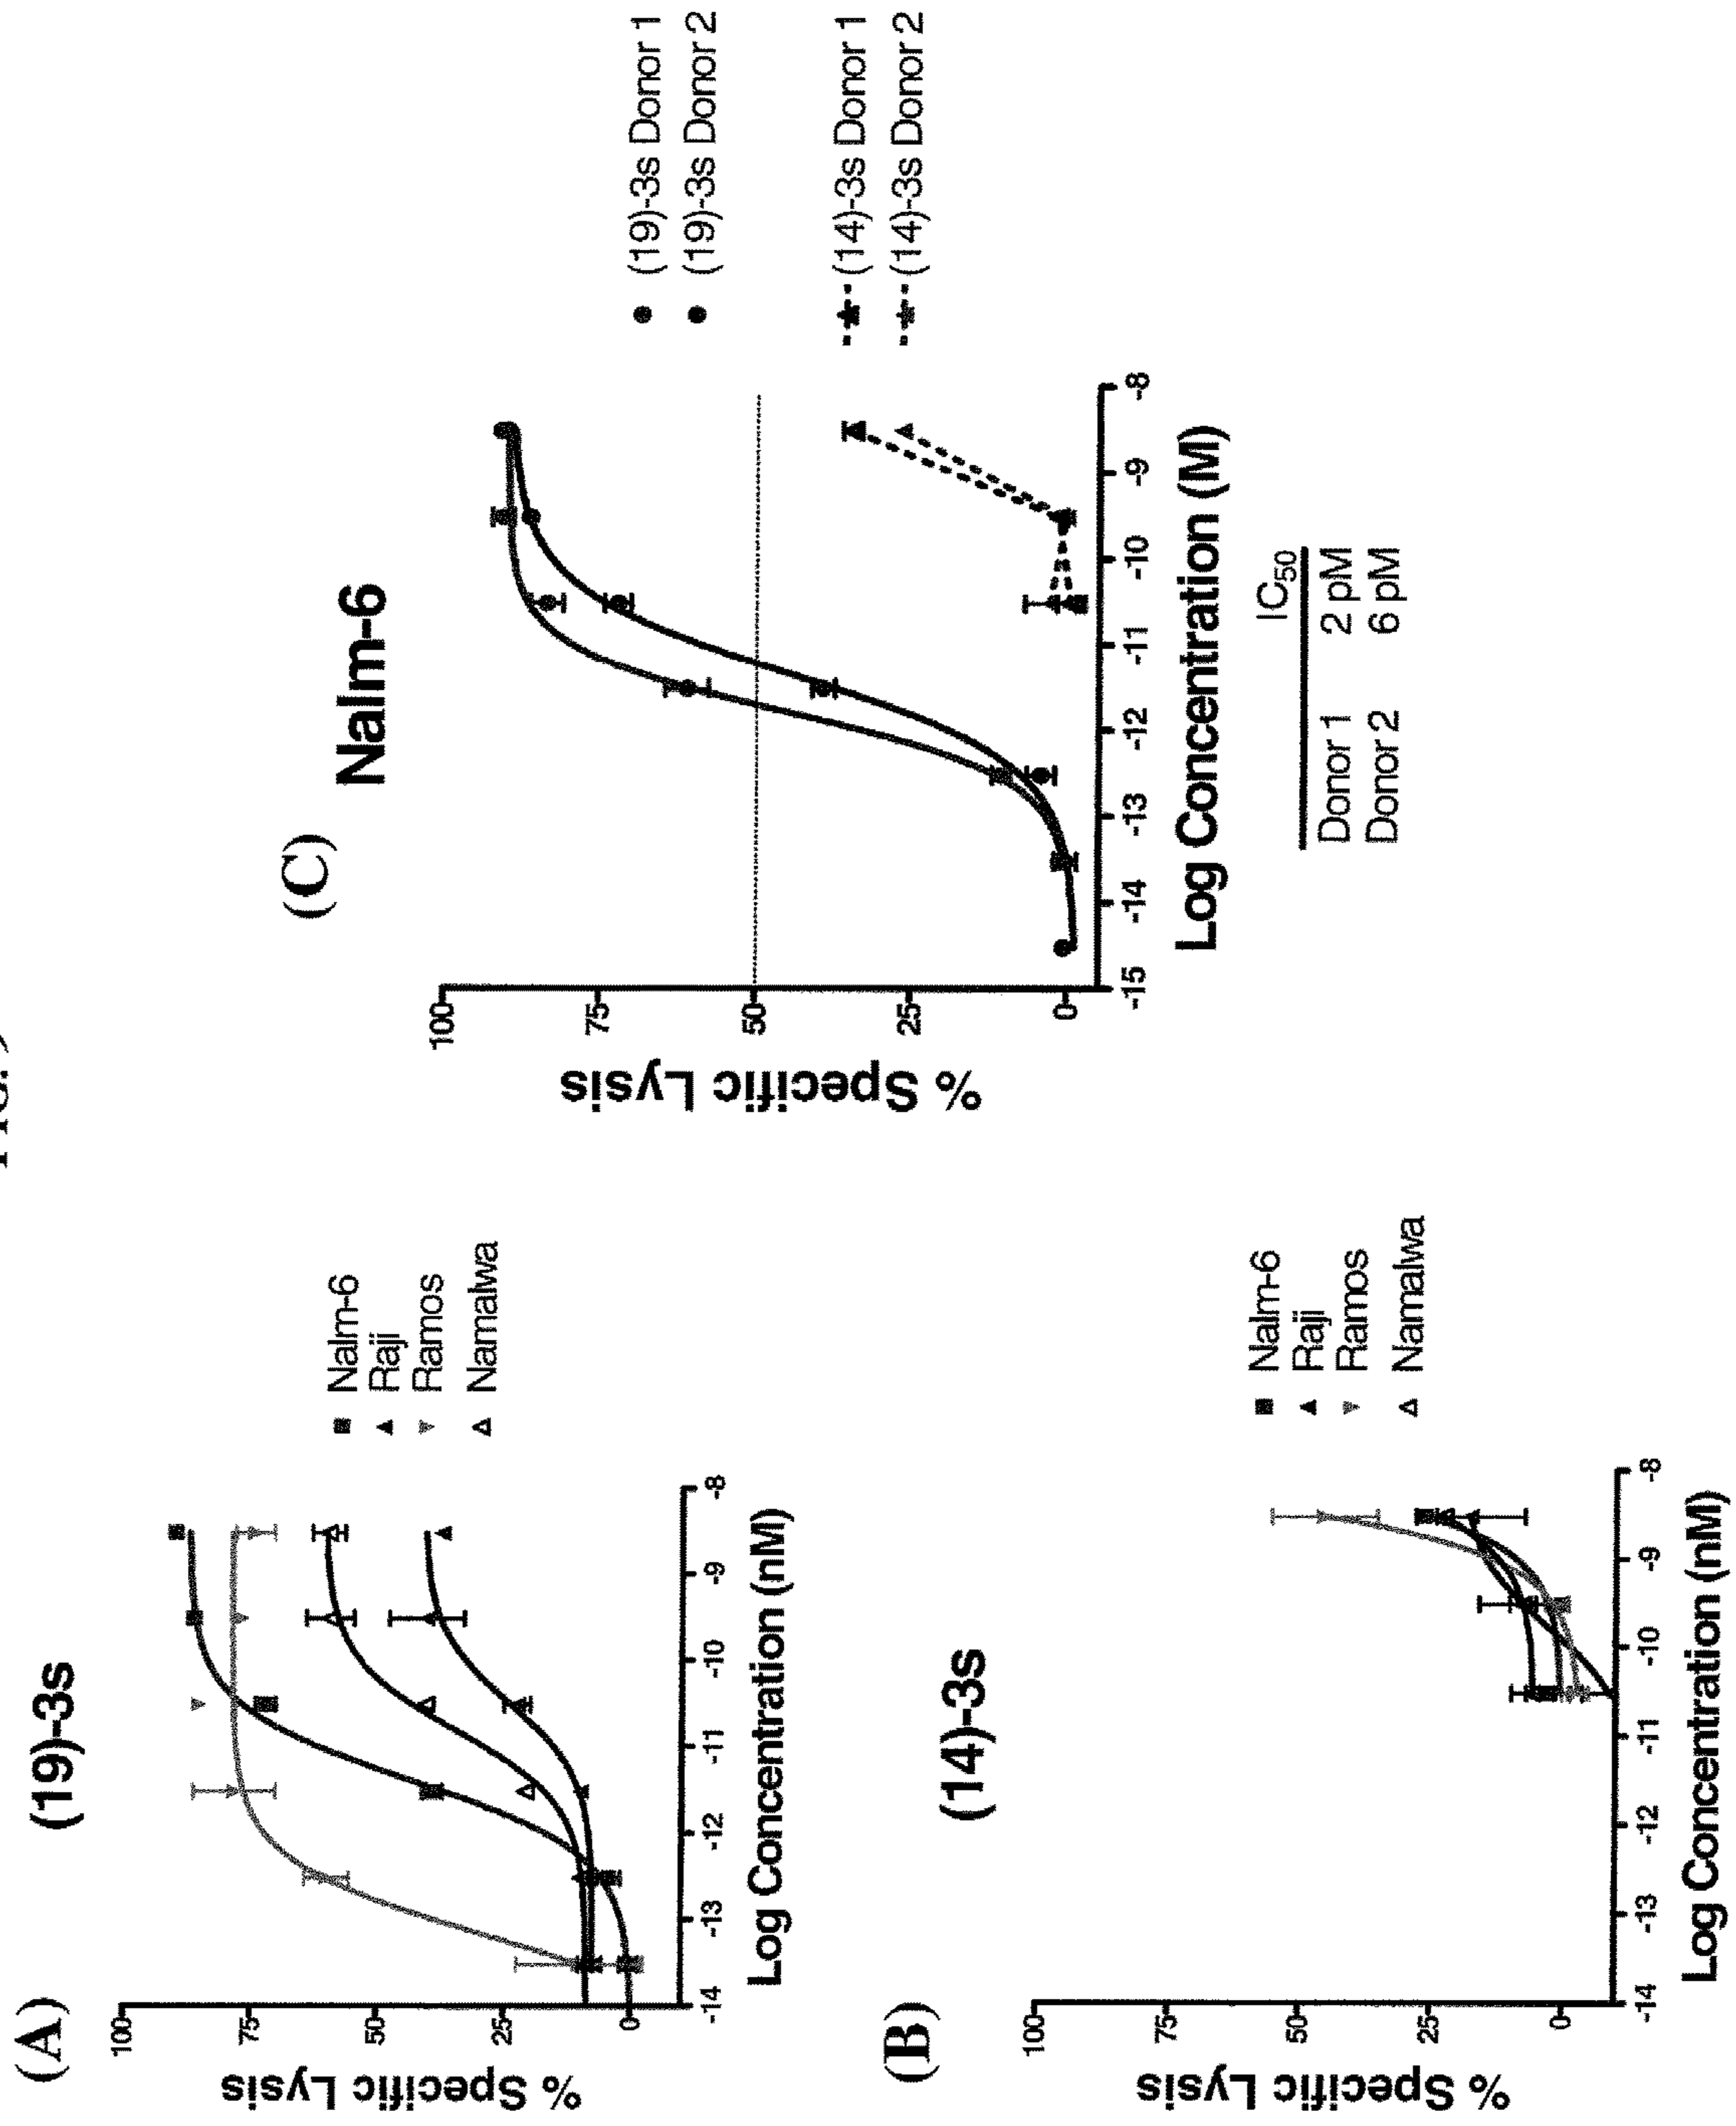 (A)
(19)-3s
% Specific Lysis
100
75
50
25
0
-14
-13
-12
-11
-10
-9
-8
Log Concentration (nM)
Nalm-6
Raji
Ramos
Namalwa
(B)
(14)-3s
% Specific Lysis
100
75
50
25
0
-14
-13
-12
-11
-10
-9
-8
Log Concentration (nM)
Nalm-6
Raji
Ramos
Namalwa
(C)
Nalm-6
% Specific Lysis
100
75
50
25
0
-15
-14
-13
-12
-11
-10
-9
-8
Log Concentration (M)
(19)-3s Donor 1
(19)-3s Donor 2
(14)-3s Donor 1
(14)-3s Donor 2
IC50
Donor 1 2 pM
Donor 2 6 pM